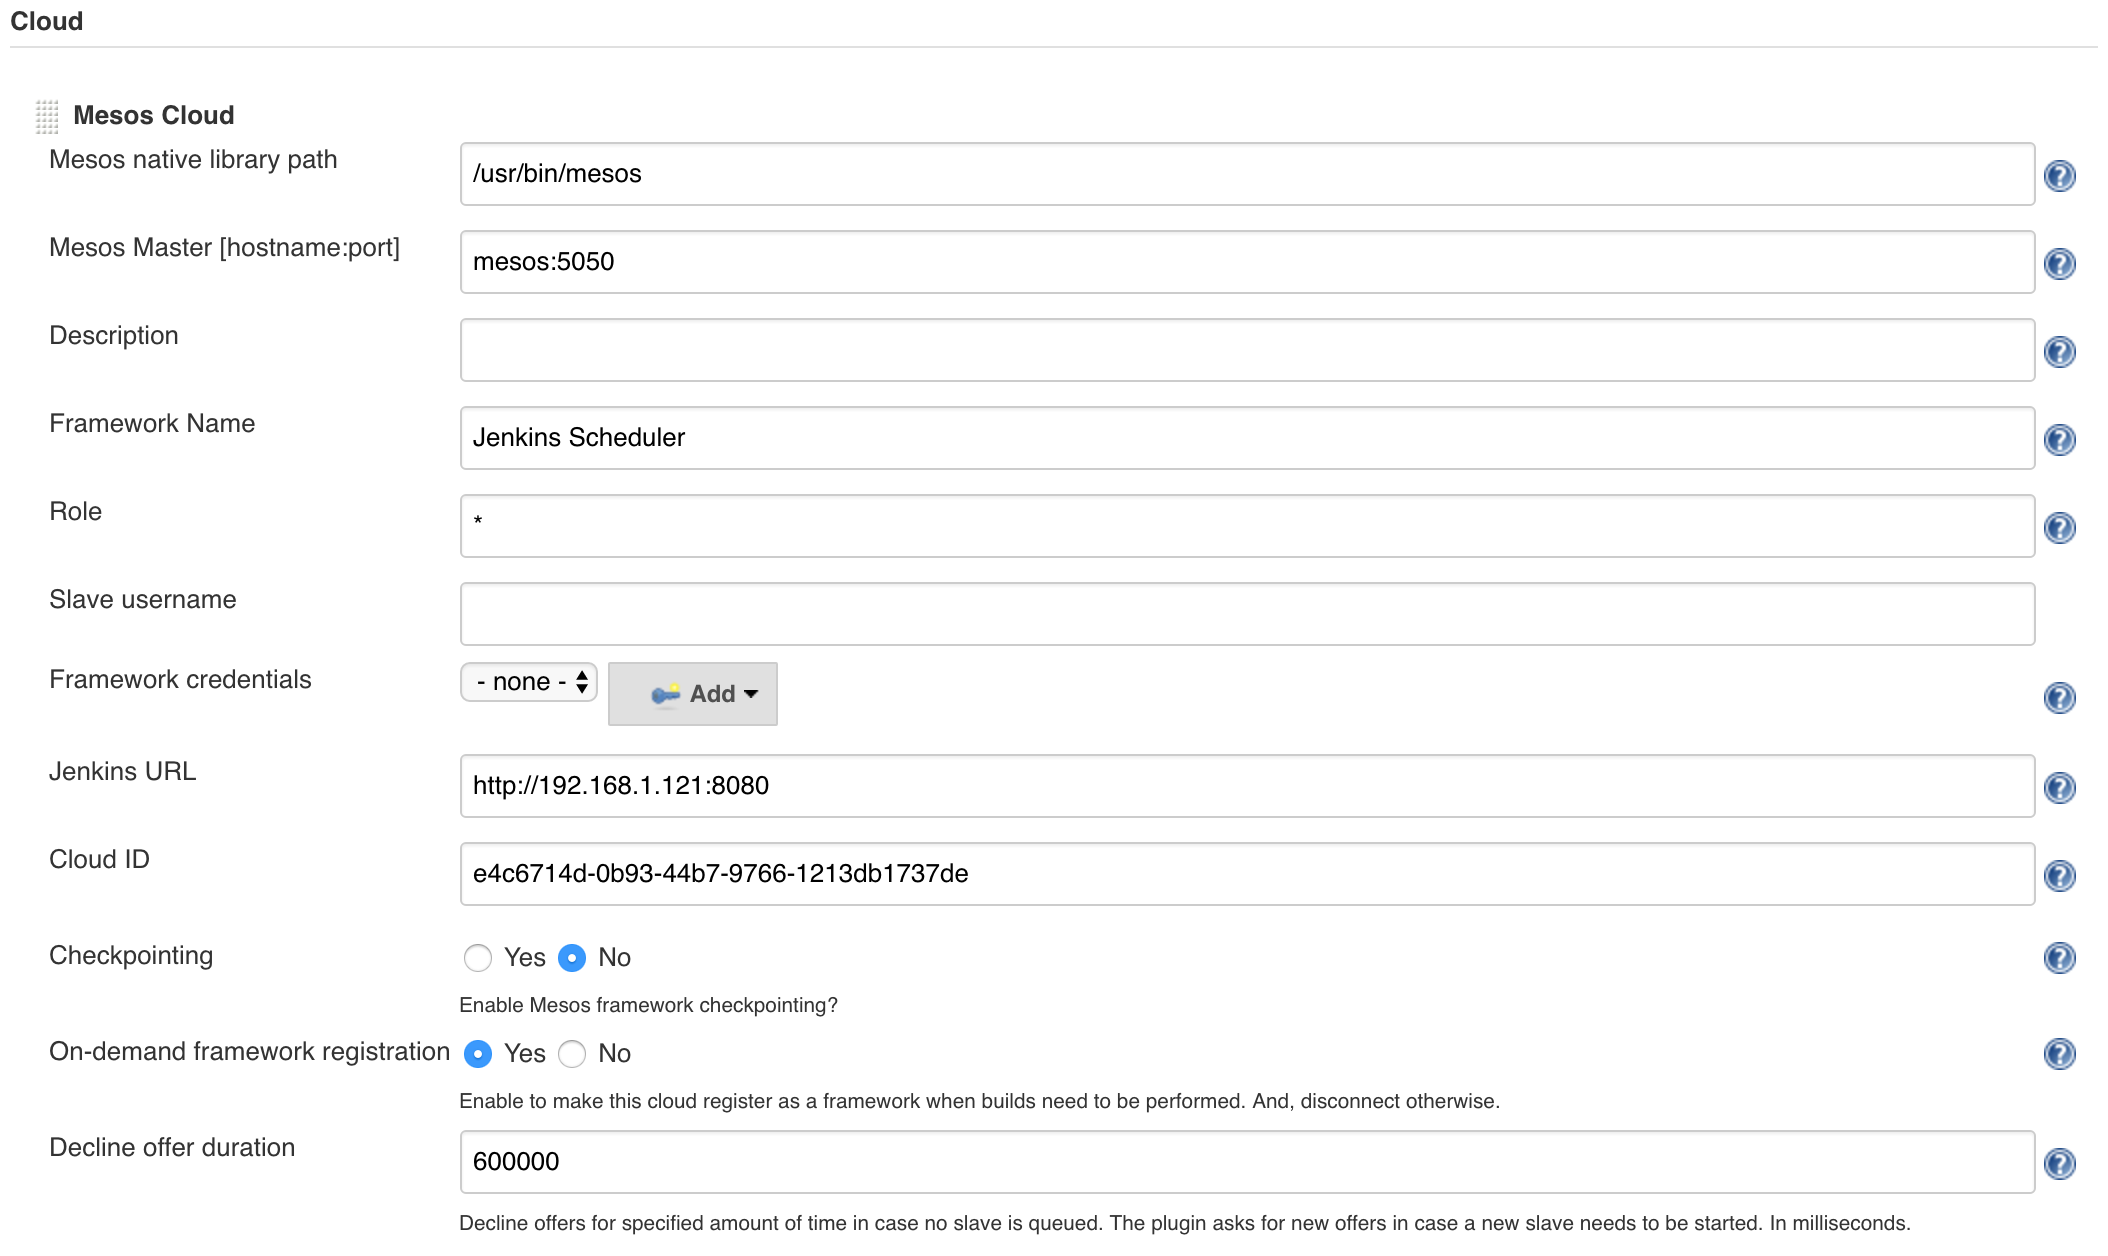 Cloud
Mesos Cloud
Mesos native library path
/usr/bin/mesos
Mesos Master [hostname:port]
mesos:5050
Description
Framework Name
Jenkins Scheduler
Role
*
Slave username
Framework credentials
- none -
Add
Jenkins URL
http://192.168.1.121:8080
Cloud ID
e4c6714d-0b93-44b7-9766-1213db1737de
Checkpointing
Yes No
Enable Mesos framework checkpointing?
On-demand framework registration
Yes No
Enable to make this cloud register as a framework when builds need to be performed. And, disconnect otherwise.
Decline offer duration
600000
Decline offers for specified amount of time in case no slave is queued. The plugin asks for new offers in case a new slave needs to be started. In milliseconds.